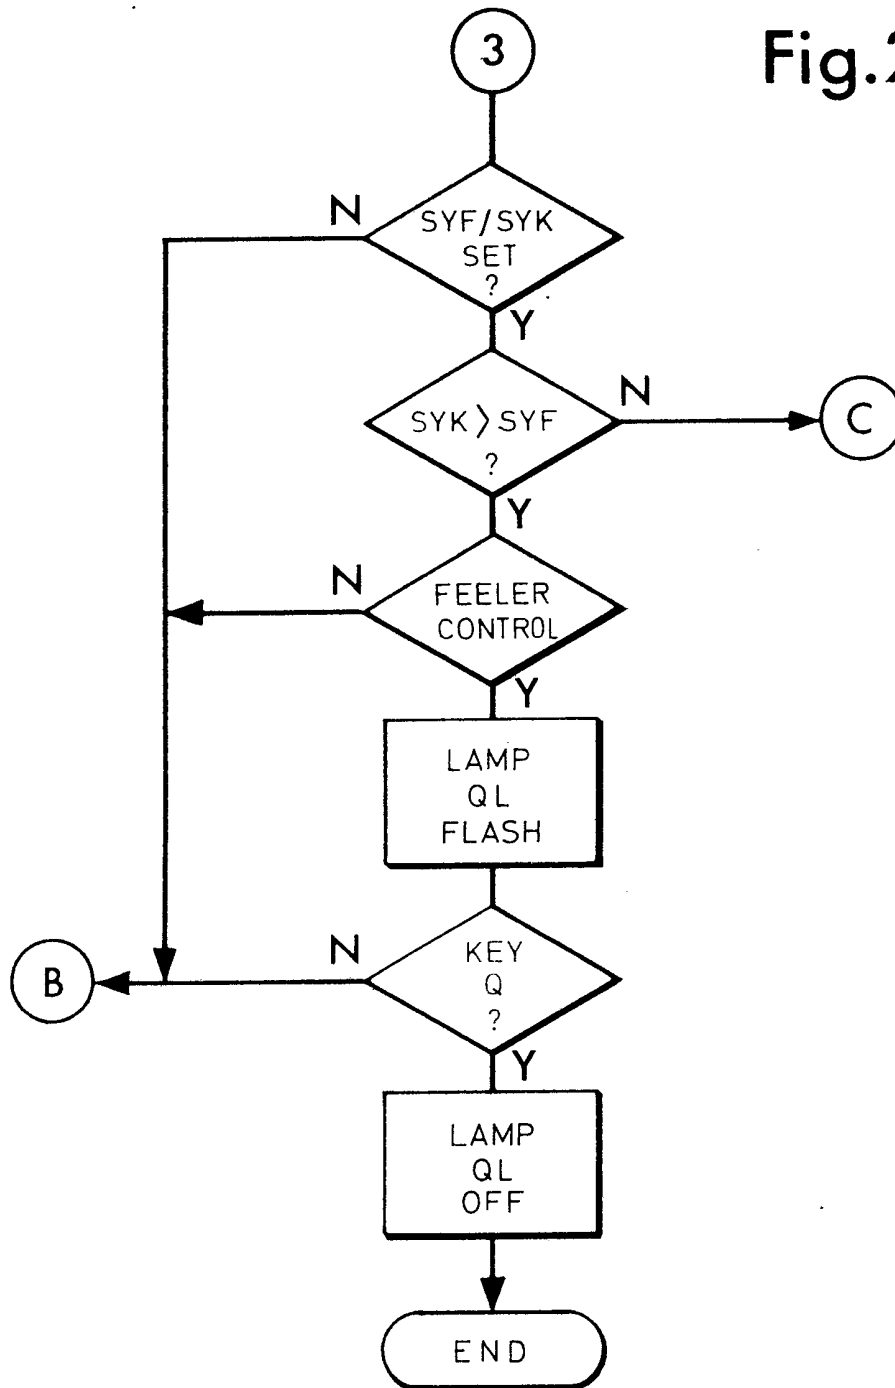 3
Fig.2
N
SYF/SYK
SET
?
Y
SYK > SYF
?
N
C
Y
N
FEELER
CONTROL
Y
LAMP
QL
FLASH
N
KEY
Q
?
B
Y
LAMP
QL
OFF
END